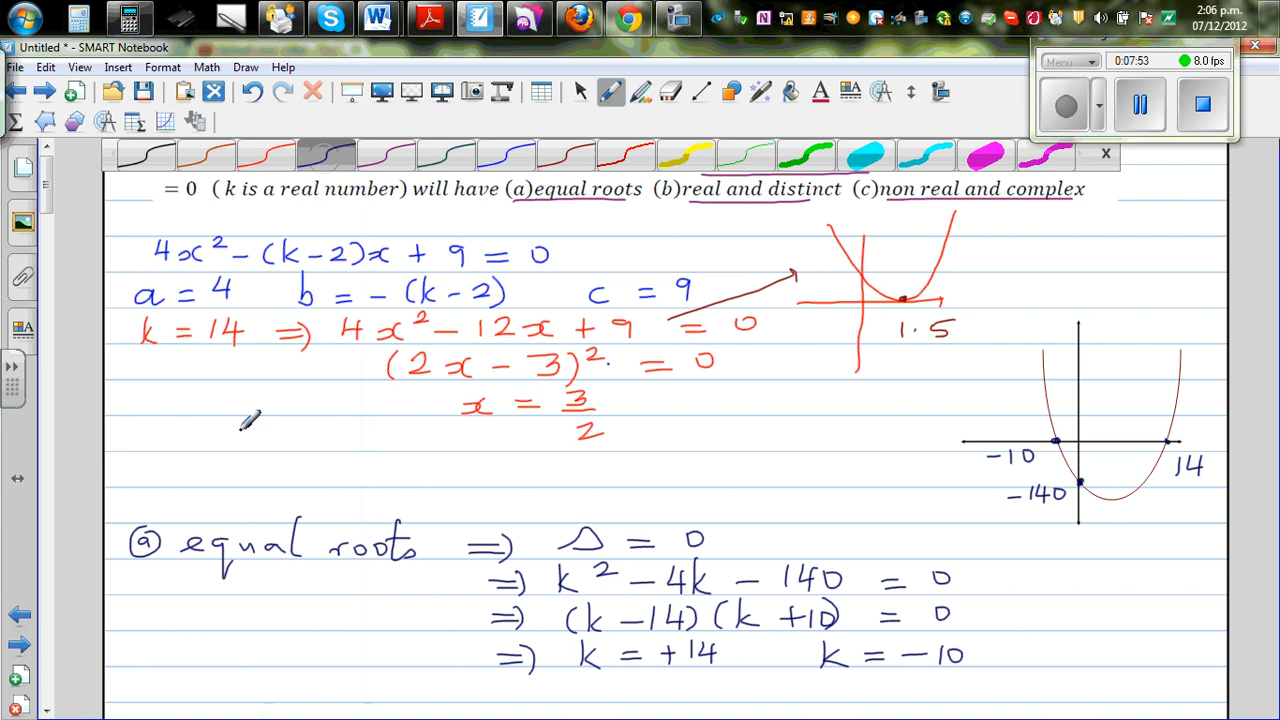 2:06 p.m.
07/12/2012
Untitled * - SMART Notebook
File Edit View Insert Format Math Draw Help
Menu 0:07:53 8.0 fps
= 0 ( k is a real number) will have (a)equal roots (b)real and distinct (c)non real and complex
4x² - (k-2)x + 9 = 0
a = 4 b = - (k - 2) c = 9
k = 14 ⇒ 4x² - 12x + 9 = 0
(2x - 3)² = 0
x = 3/2
1.5
-10 14
-140
ⓐ equal roots ⇒ Δ = 0
⇒ k² - 4k - 140 = 0
⇒ (k - 14)(k + 10) = 0
⇒ k = +14 k = -10